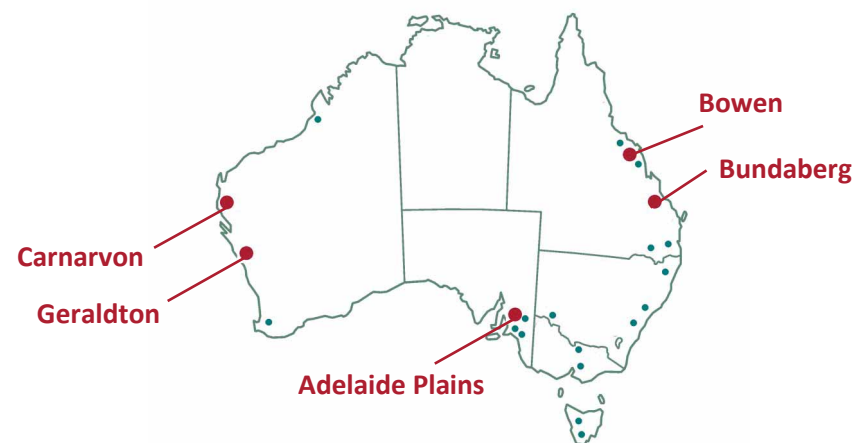 Bowen
Bundaberg
Carnarvon
Geraldton
Adelaide Plains